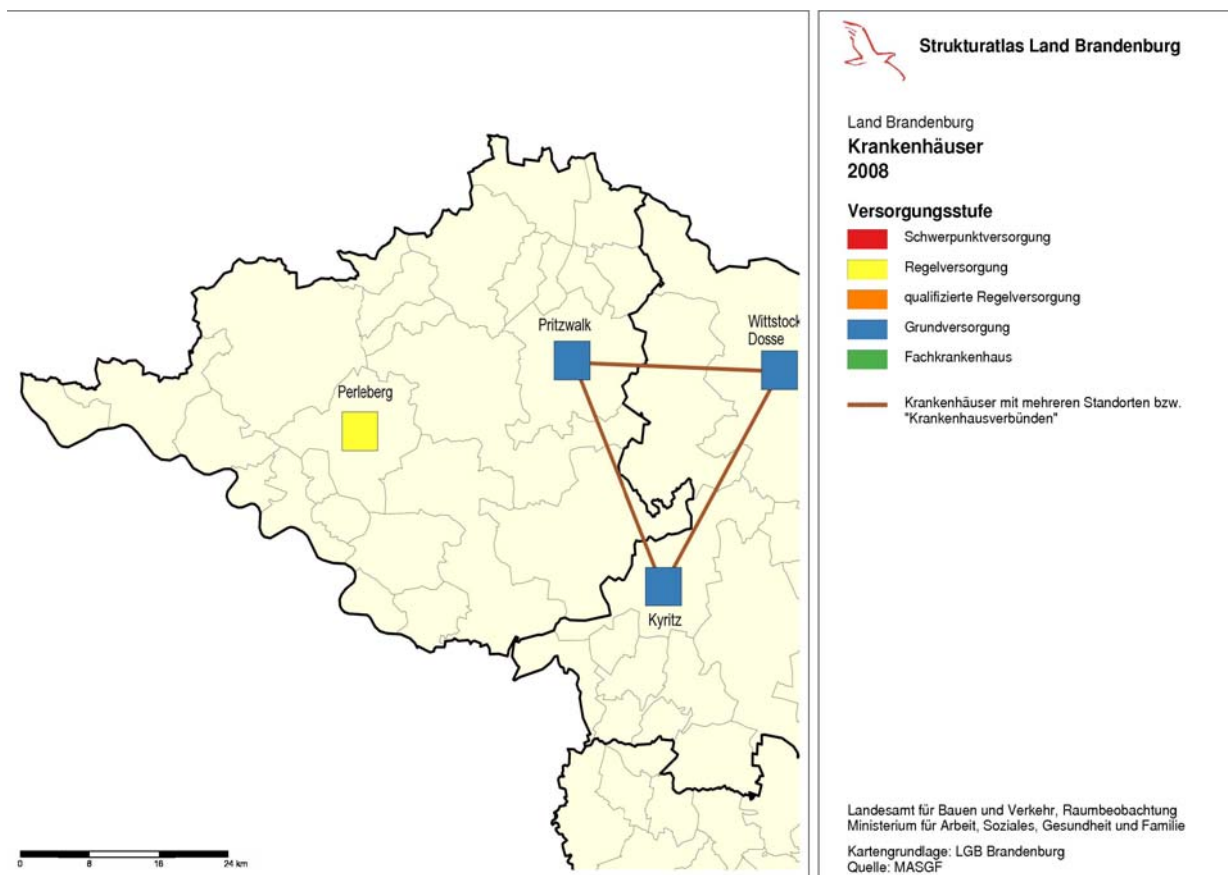 Pritzwalk
Wittstock
Dosse
Perleberg
Kyritz
0 8 16 24 km
Strukturatlas Land Brandenburg
Land Brandenburg
Krankenhäuser
2008
Versorgungsstufe
Schwerpunktversorgung
Regelversorgung
qualifizierte Regelversorgung
Grundversorgung
Fachkrankenhaus
Krankenhäuser mit mehreren Standorten bzw.
"Krankenhausverbünden"
Landesamt für Bauen und Verkehr, Raumbeobachtung
Ministerium für Arbeit, Soziales, Gesundheit und Familie
Kartengrundlage: LGB Brandenburg
Quelle: MASGF